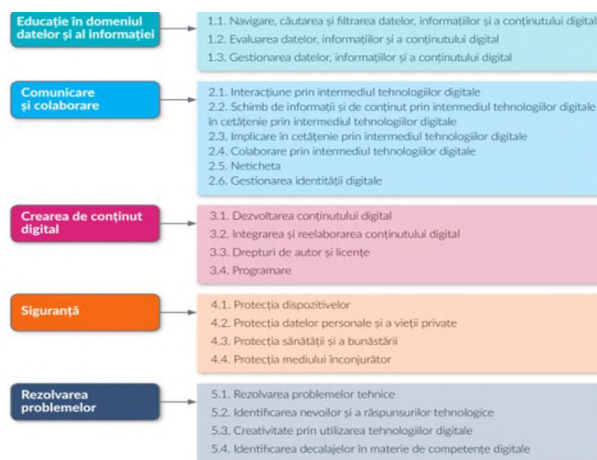 Educație în domeniul
datelor și al informației
1.1. Navigare, căutarea și filtrarea datelor, informațiilor și a conținutului digital
1.2. Evaluarea datelor, informațiilor și a conținutului digital
1.3. Gestionarea datelor, informațiilor și a conținutului digital
Comunicare
și colaborare
2.1. Interacțiune prin intermediul tehnologiilor digitale
2.2. Schimb de informații și de conținut prin intermediul tehnologiilor digitale
în cetățenie prin intermediul tehnologiilor digitale
2.3. Implicare în cetățenie prin intermediul tehnologiilor digitale
2.4. Colaborare prin intermediul tehnologiilor digitale
2.5. Neticheta
2.6. Gestionarea identității digitale
Crearea de conținut
digital
3.1. Dezvoltarea conținutului digital
3.2. Integrarea și reelaborarea conținutului digital
3.3. Drepturi de autor și licențe
3.4. Programare
Siguranță
4.1. Protecția dispozitivelor
4.2. Protecția datelor personale și a vieții private
4.3. Protecția sănătății și a bunăstării
4.4. Protecția mediului înconjurător
Rezolvarea
problemelor
5.1. Rezolvarea problemelor tehnice
5.2. Identificarea nevoilor și a răspunsurilor tehnologice
5.3. Creativitate prin utilizarea tehnologiilor digitale
5.4. Identificarea decalajelor în materie de competențe digitale